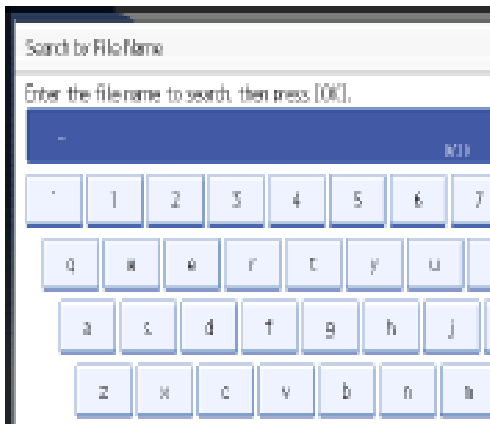 Search by File Name
Enter the file name to search, then press [OK].
` 1 2 3 4 5 6 7
q w e r t y u
a s d f g h j
z x c v b n m